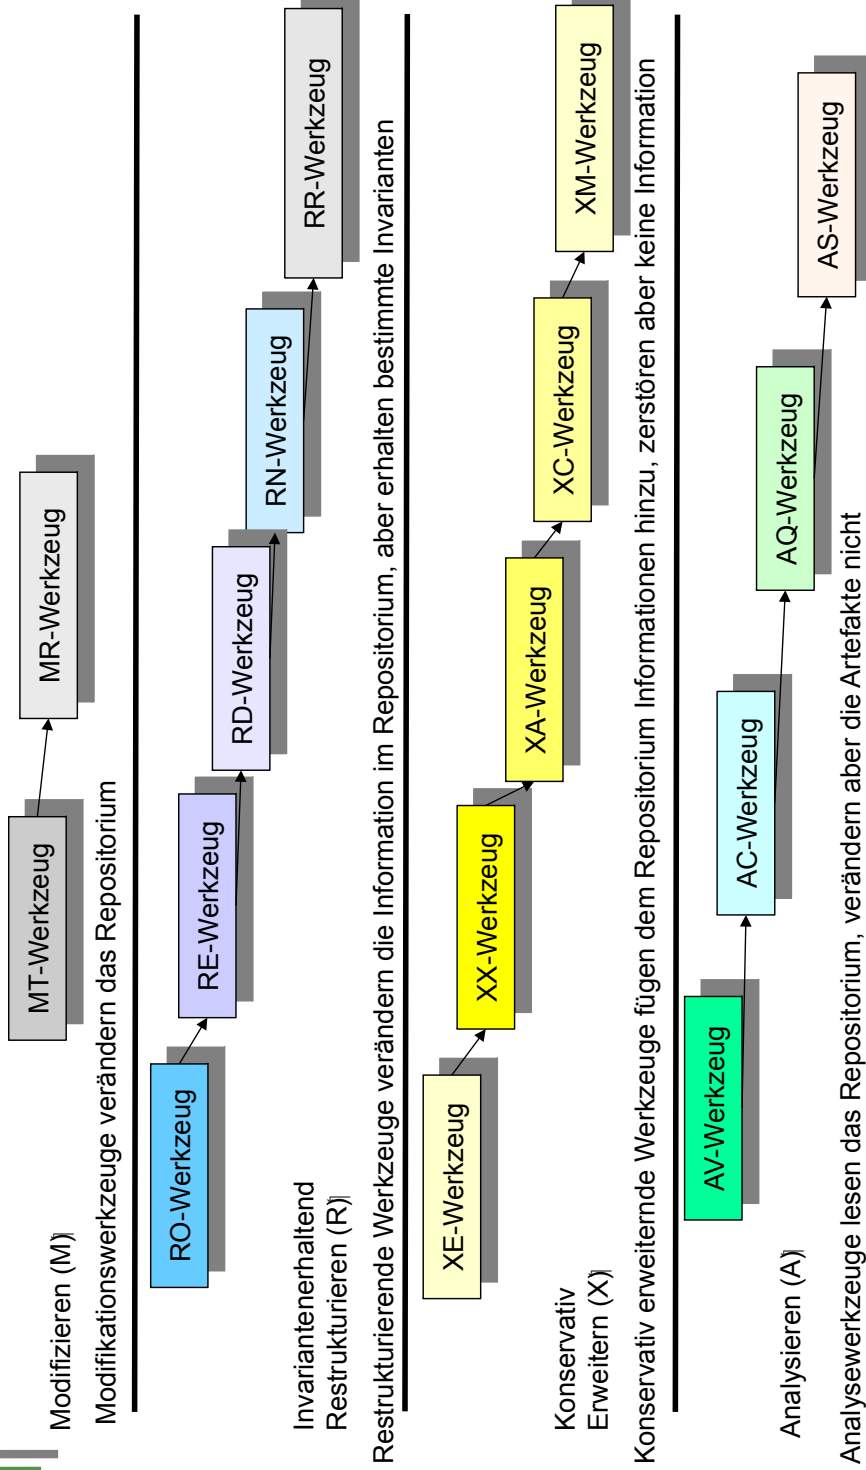 MT-Werkzeug
MR-Werkzeug
Modifizieren (M)
Modifikationswerkzeuge verändern das Repositorium
RO-Werkzeug
RE-Werkzeug
RD-Werkzeug
RN-Werkzeug
RR-Werkzeug
Invariantenerhaltend
Restrukturieren (R)
Restrukturierende Werkzeuge verändern die Information im Repositorium, aber erhalten bestimmte Invarianten
XE-Werkzeug
XX-Werkzeug
XA-Werkzeug
XC-Werkzeug
XM-Werkzeug
Konservativ
Erweitern (X)
Konservativ erweiternde Werkzeuge fügen dem Repositorium Informationen hinzu, zerstören aber keine Information
AV-Werkzeug
AC-Werkzeug
AQ-Werkzeug
AS-Werkzeug
Analysieren (A)
Analysewerkzeuge lesen das Repositorium, verändern aber die Artefakte nicht